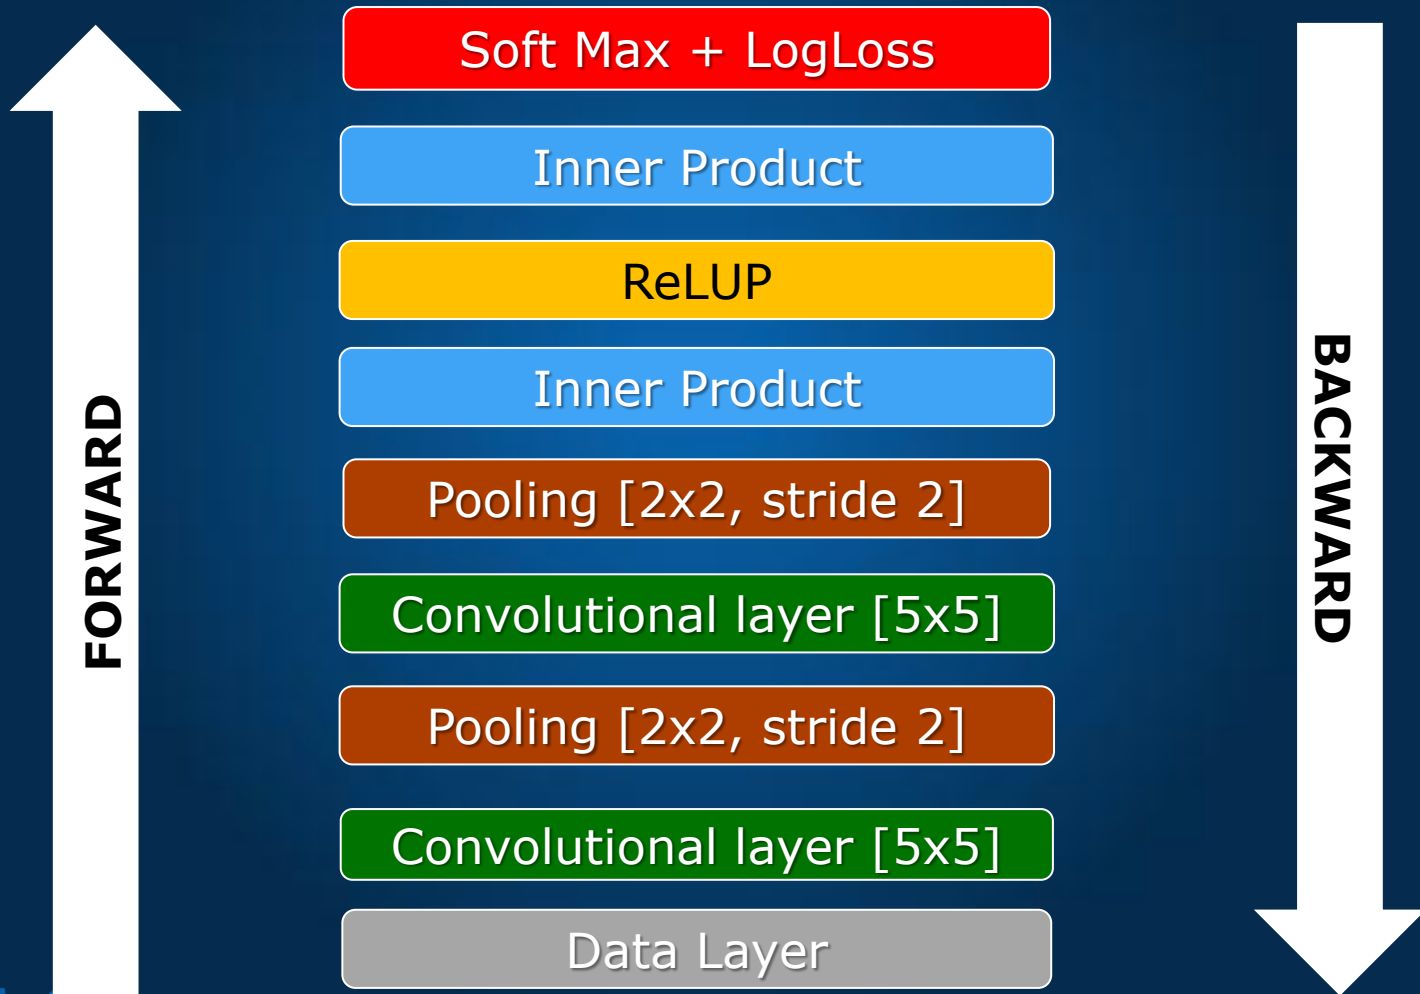 Soft Max + LogLoss
Inner Product
ReLUP
Inner Product
Pooling [2x2, stride 2]
Convolutional layer [5x5]
Pooling [2x2, stride 2]
Convolutional layer [5x5]
Data Layer
FORWARD
BACKWARD